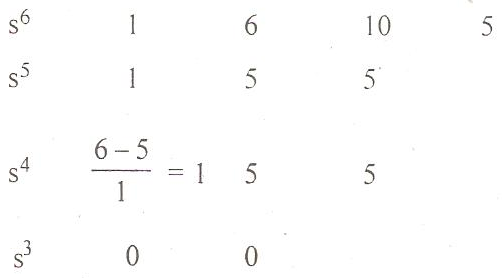 s⁶ 1 6 10 5
s⁵ 1 5 5
s⁴ (6 – 5)/1 = 1 5 5
s³ 0 0